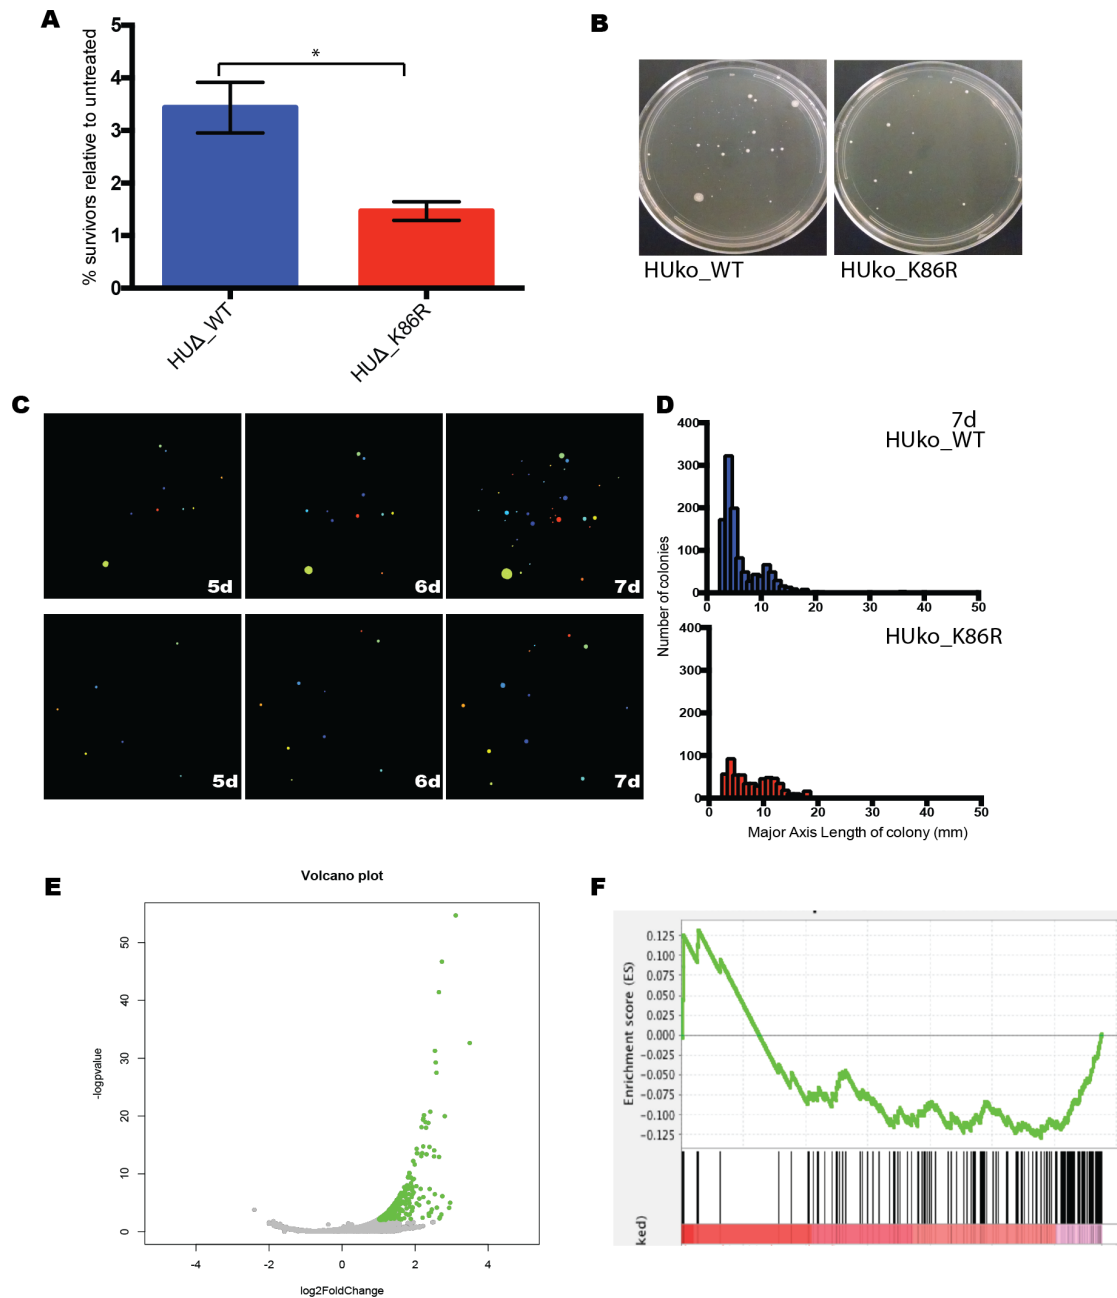 A
% survivors relative to untreated
5
4
3
2
1
0
*
HUΔ_WT
HUΔ_K86R
B
HUko_WT
HUko_K86R
C
5d
6d
7d
5d
6d
7d
D
7d
HUko_WT
Number of colonies
400
300
200
100
0
0
10
20
30
40
50
HUko_K86R
400
300
200
100
0
0
10
20
30
40
50
Major Axis Length of colony (mm)
E
Volcano plot
-logpvalue
50
40
30
20
10
0
-4
-2
0
2
4
log2FoldChange
F
Enrichment score (ES)
0.125
0.100
0.075
0.050
0.025
0.000
-0.025
-0.050
-0.075
-0.100
-0.125
ked)